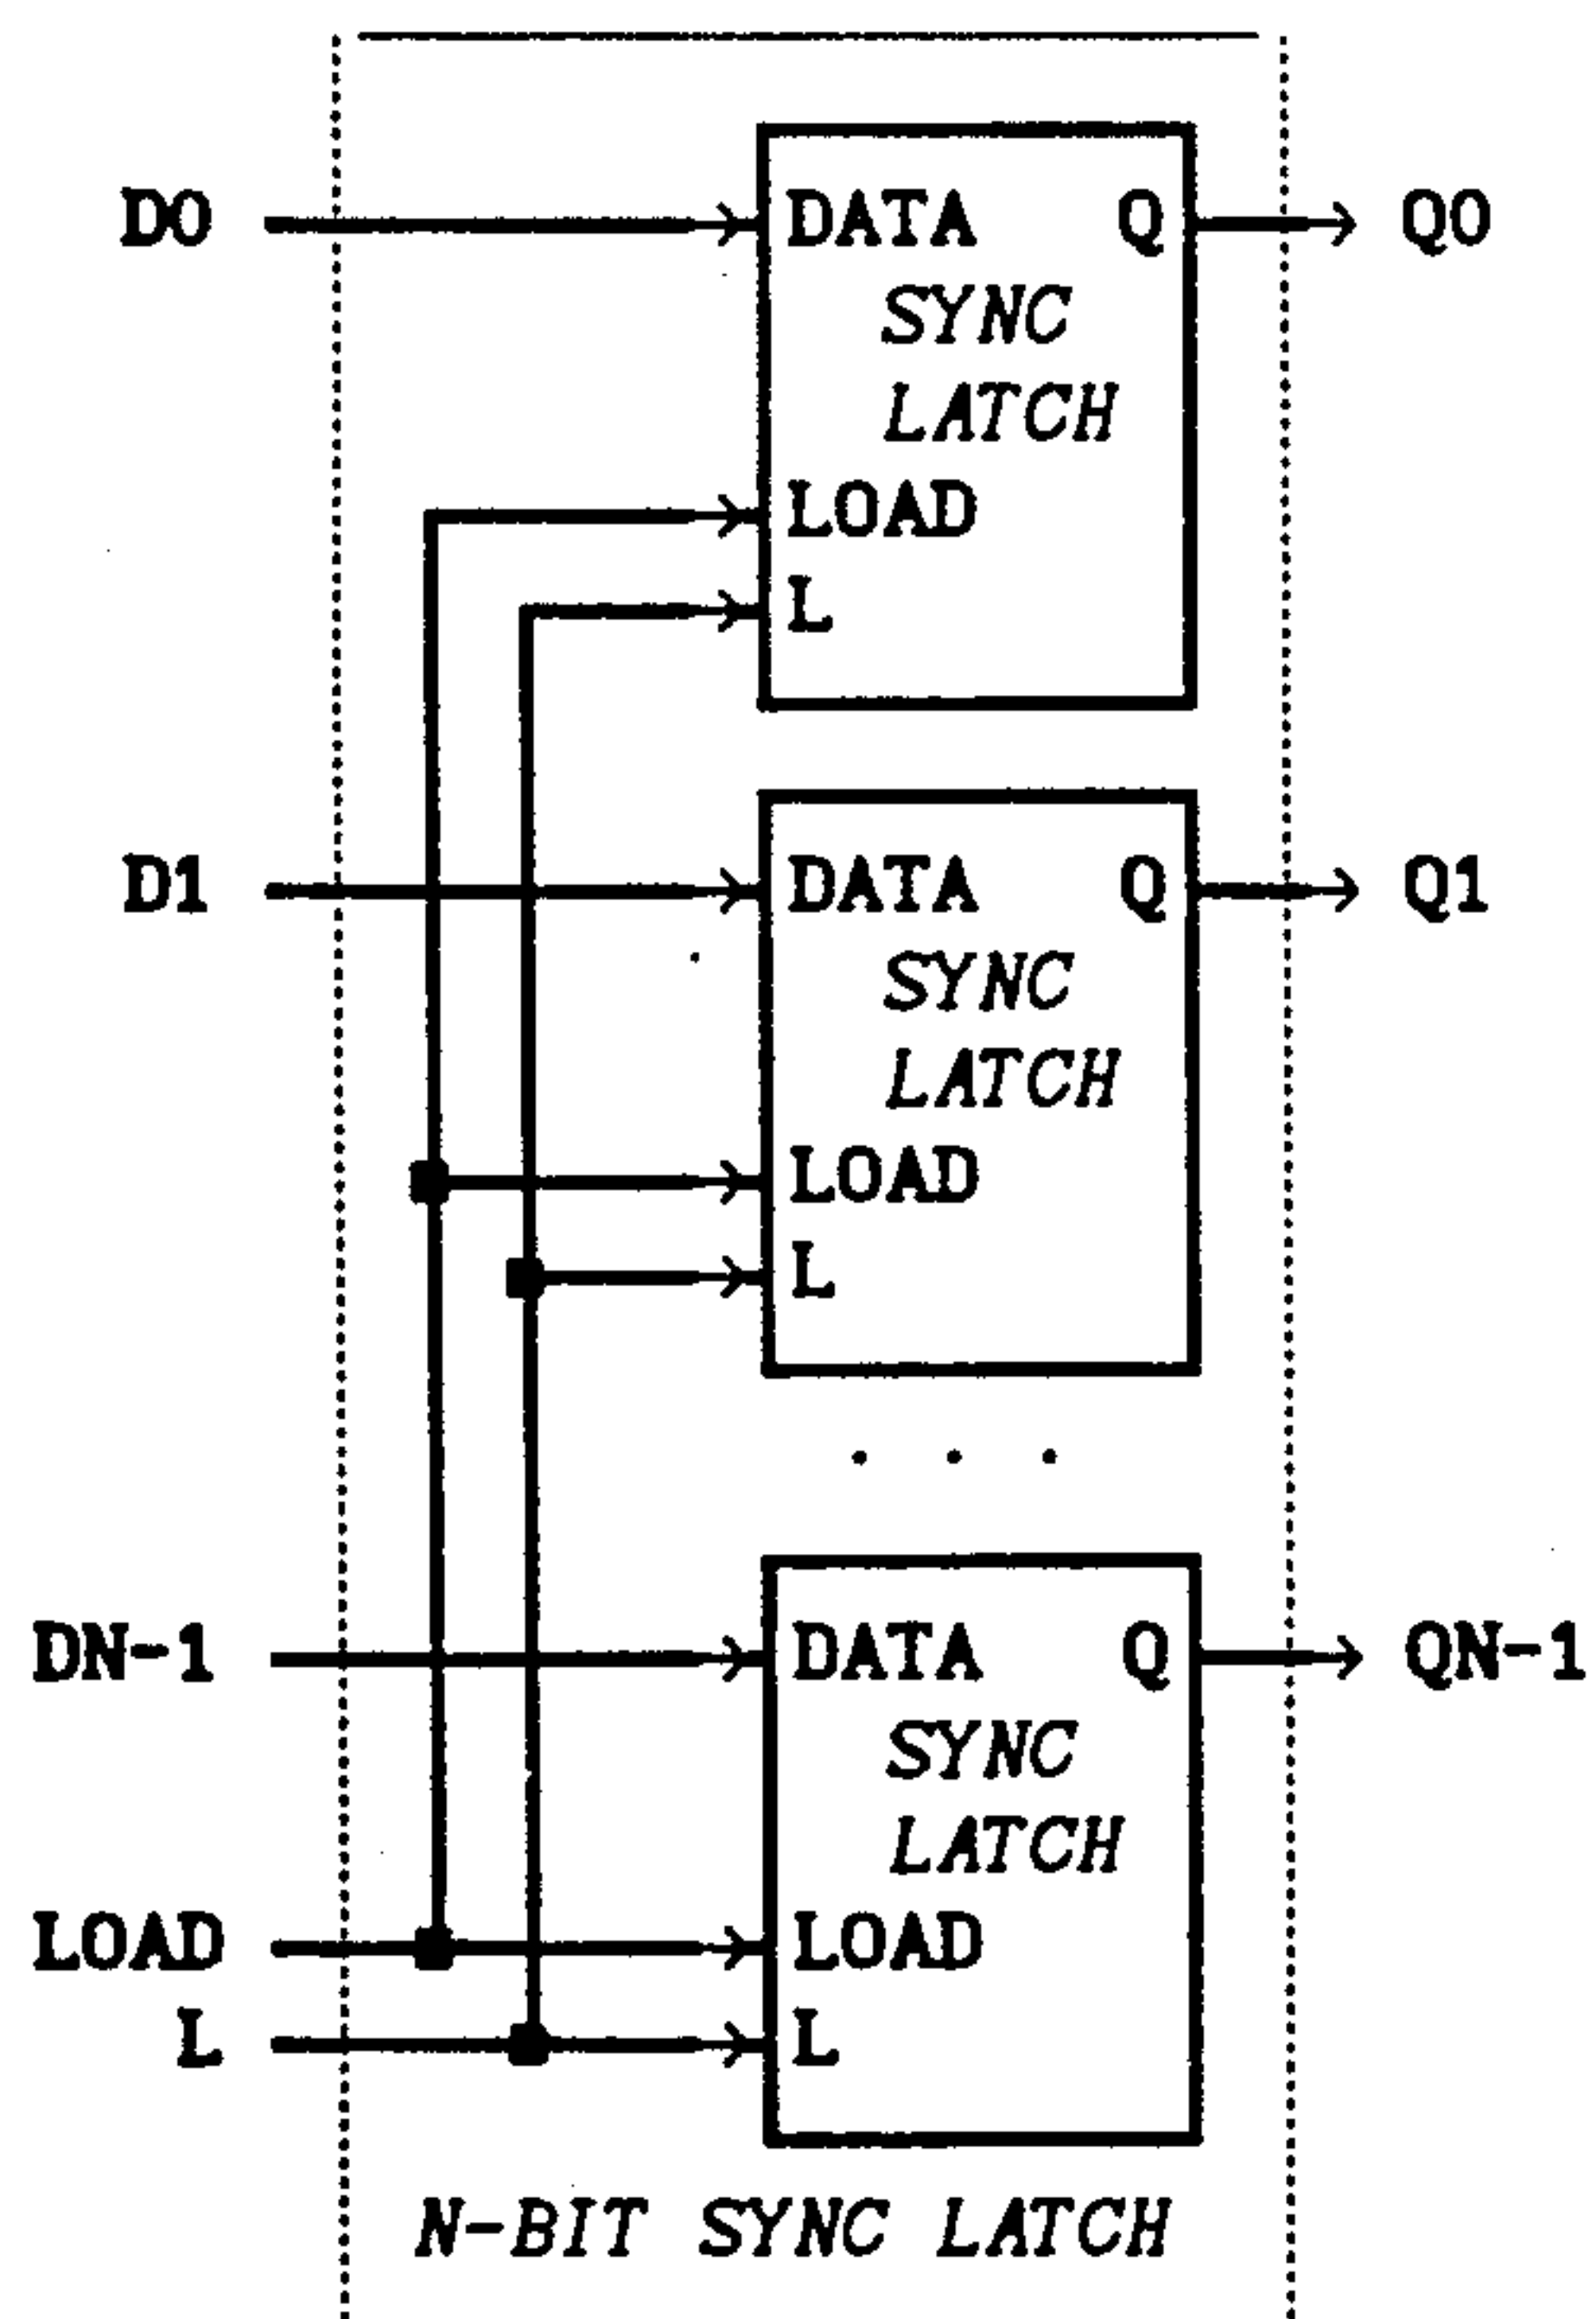 D0 DATA Q Q0
SYNC
LATCH
LOAD
L
D1 DATA Q Q1
SYNC
LATCH
LOAD
L
. . .
DN-1 DATA Q QN-1
SYNC
LATCH
LOAD LOAD
L L
N-BIT SYNC LATCH